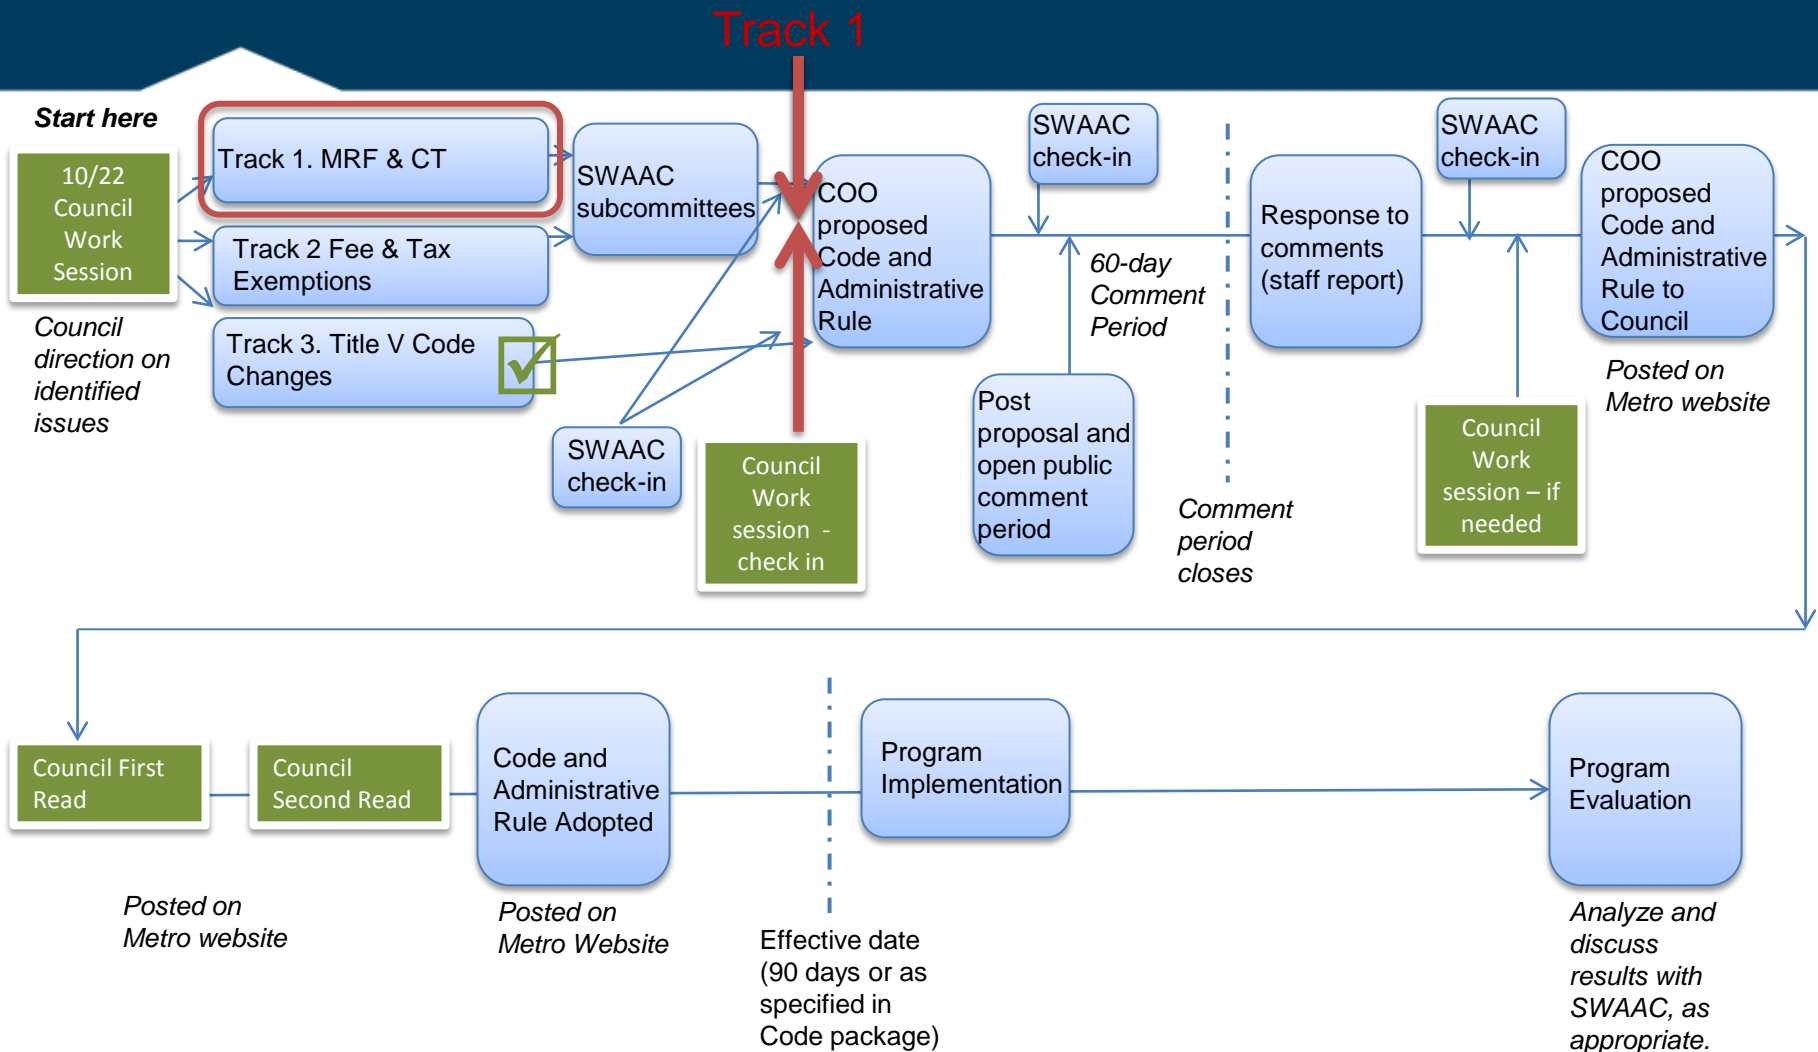 Track 1
Start here
10/22
Council
Work
Session
Council
direction on
identified
issues
Track 1. MRF & CT
Track 2 Fee & Tax
Exemptions
Track 3. Title V Code
Changes
SWAAC
subcommittees
SWAAC
check-in
Council
Work
session -
check in
COO
proposed
Code and
Administrative
Rule
SWAAC
check-in
60-day
Comment
Period
Post
proposal and
open public
comment
period
Comment
period
closes
Response to
comments
(staff report)
SWAAC
check-in
Council
Work
session – if
needed
COO
proposed
Code and
Administrative
Rule to
Council
Posted on
Metro website
Council First
Read
Council
Second Read
Posted on
Metro website
Code and
Administrative
Rule Adopted
Posted on
Metro Website
Effective date
(90 days or as
specified in
Code package)
Program
Implementation
Program
Evaluation
Analyze and
discuss
results with
SWAAC, as
appropriate.